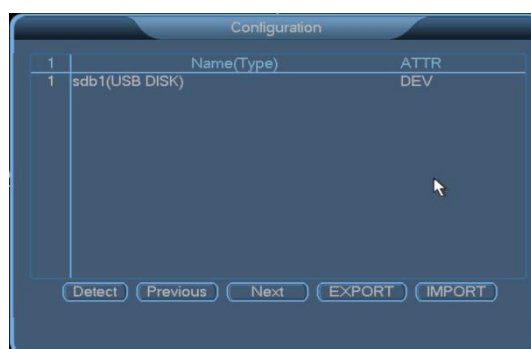 Configuration
1 Name(Type) ATTR
1 sdb1(USB DISK) DEV
Detect Previous Next EXPORT IMPORT